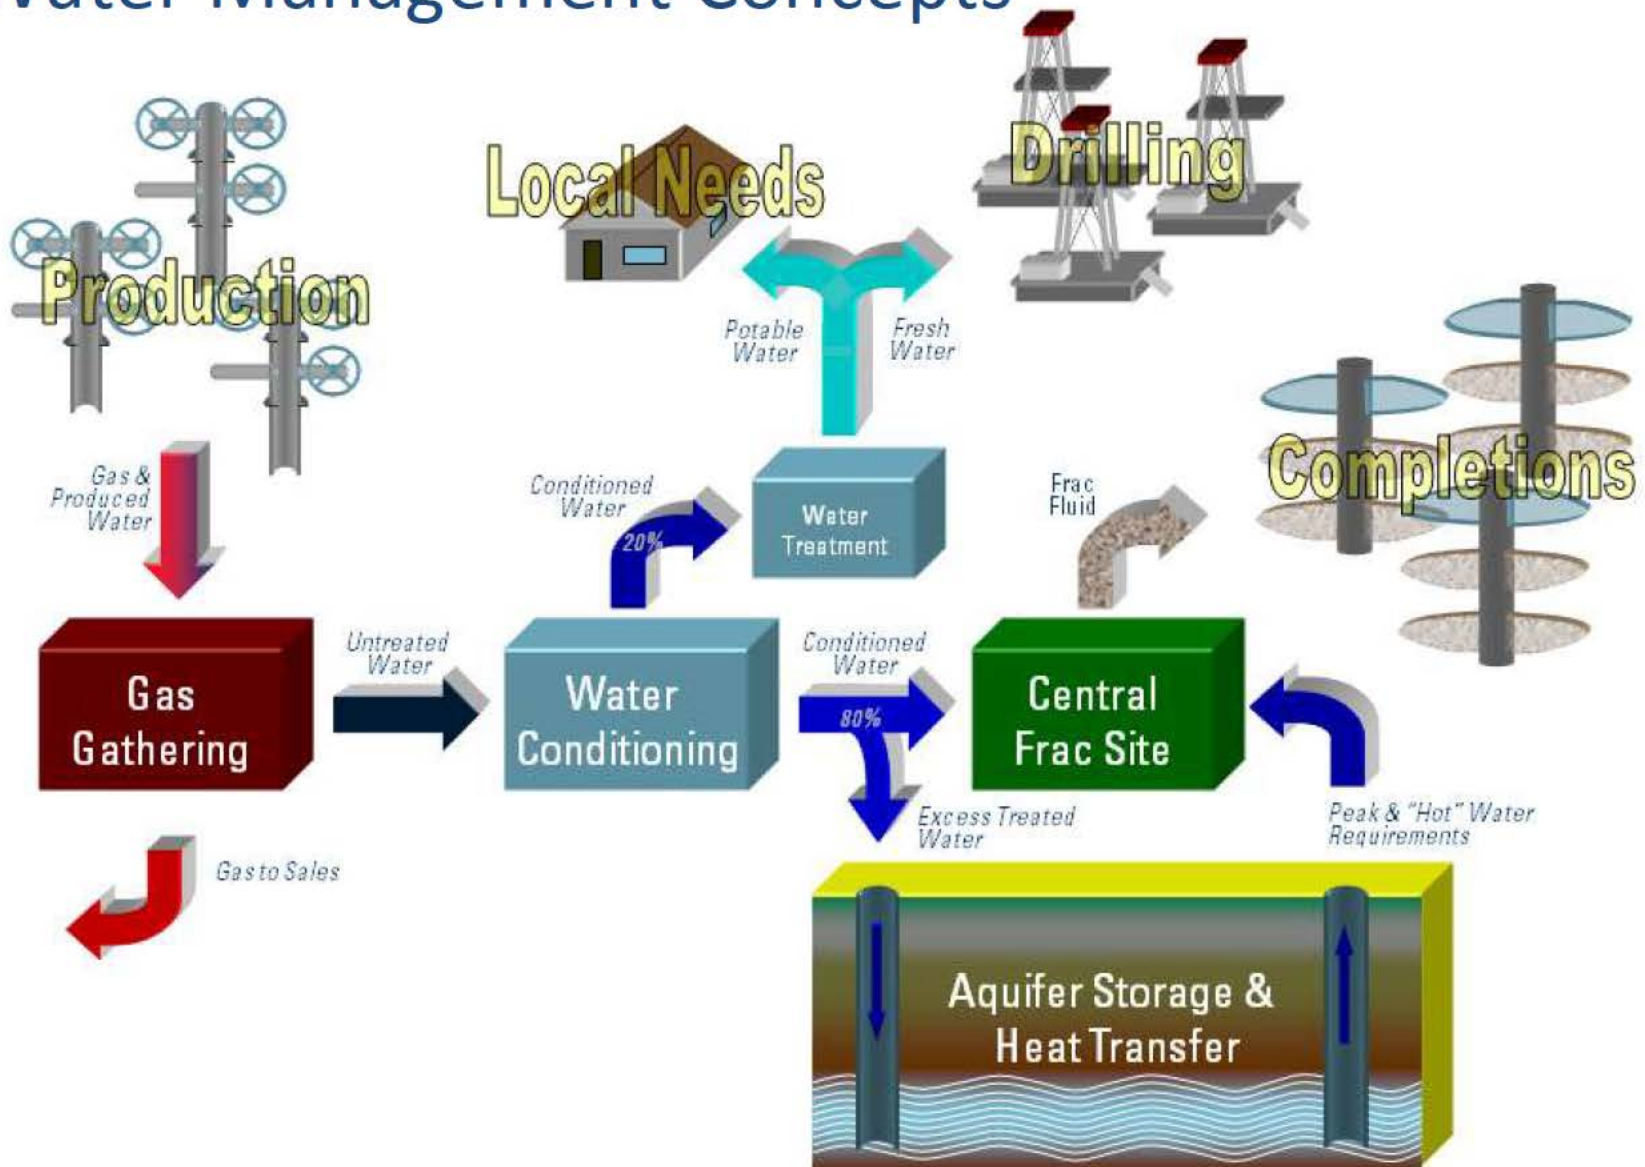 Water Management Concepts
Production
Local Needs
Drilling
Potable
Water
Fresh
Water
Completions
Gas &
Produced
Water
Conditioned
Water
20%
Water
Treatment
Frac
Fluid
Gas
Gathering
Untreated
Water
Water
Conditioning
Conditioned
Water
80%
Central
Frac Site
Excess Treated
Water
Peak & "Hot" Water
Requirements
Gas to Sales
Aquifer Storage &
Heat Transfer